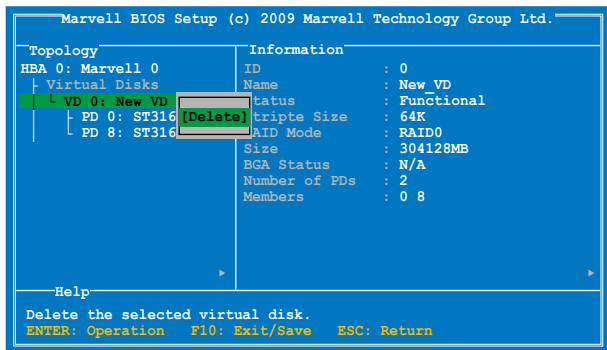 Marvell BIOS Setup (c) 2009 Marvell Technology Group Ltd.
Topology
HBA 0: Marvell 0
Virtual Disks
VD 0: New_VD
PD 0: ST316
PD 8: ST316
[Delete]
Information
ID : 0
Name : New_VD
tatus : Functional
tripte Size : 64K
AID Mode : RAID0
Size : 304128MB
BGA Status : N/A
Number of PDs : 2
Members : 0 8
Help
Delete the selected virtual disk.
ENTER: Operation F10: Exit/Save ESC: Return